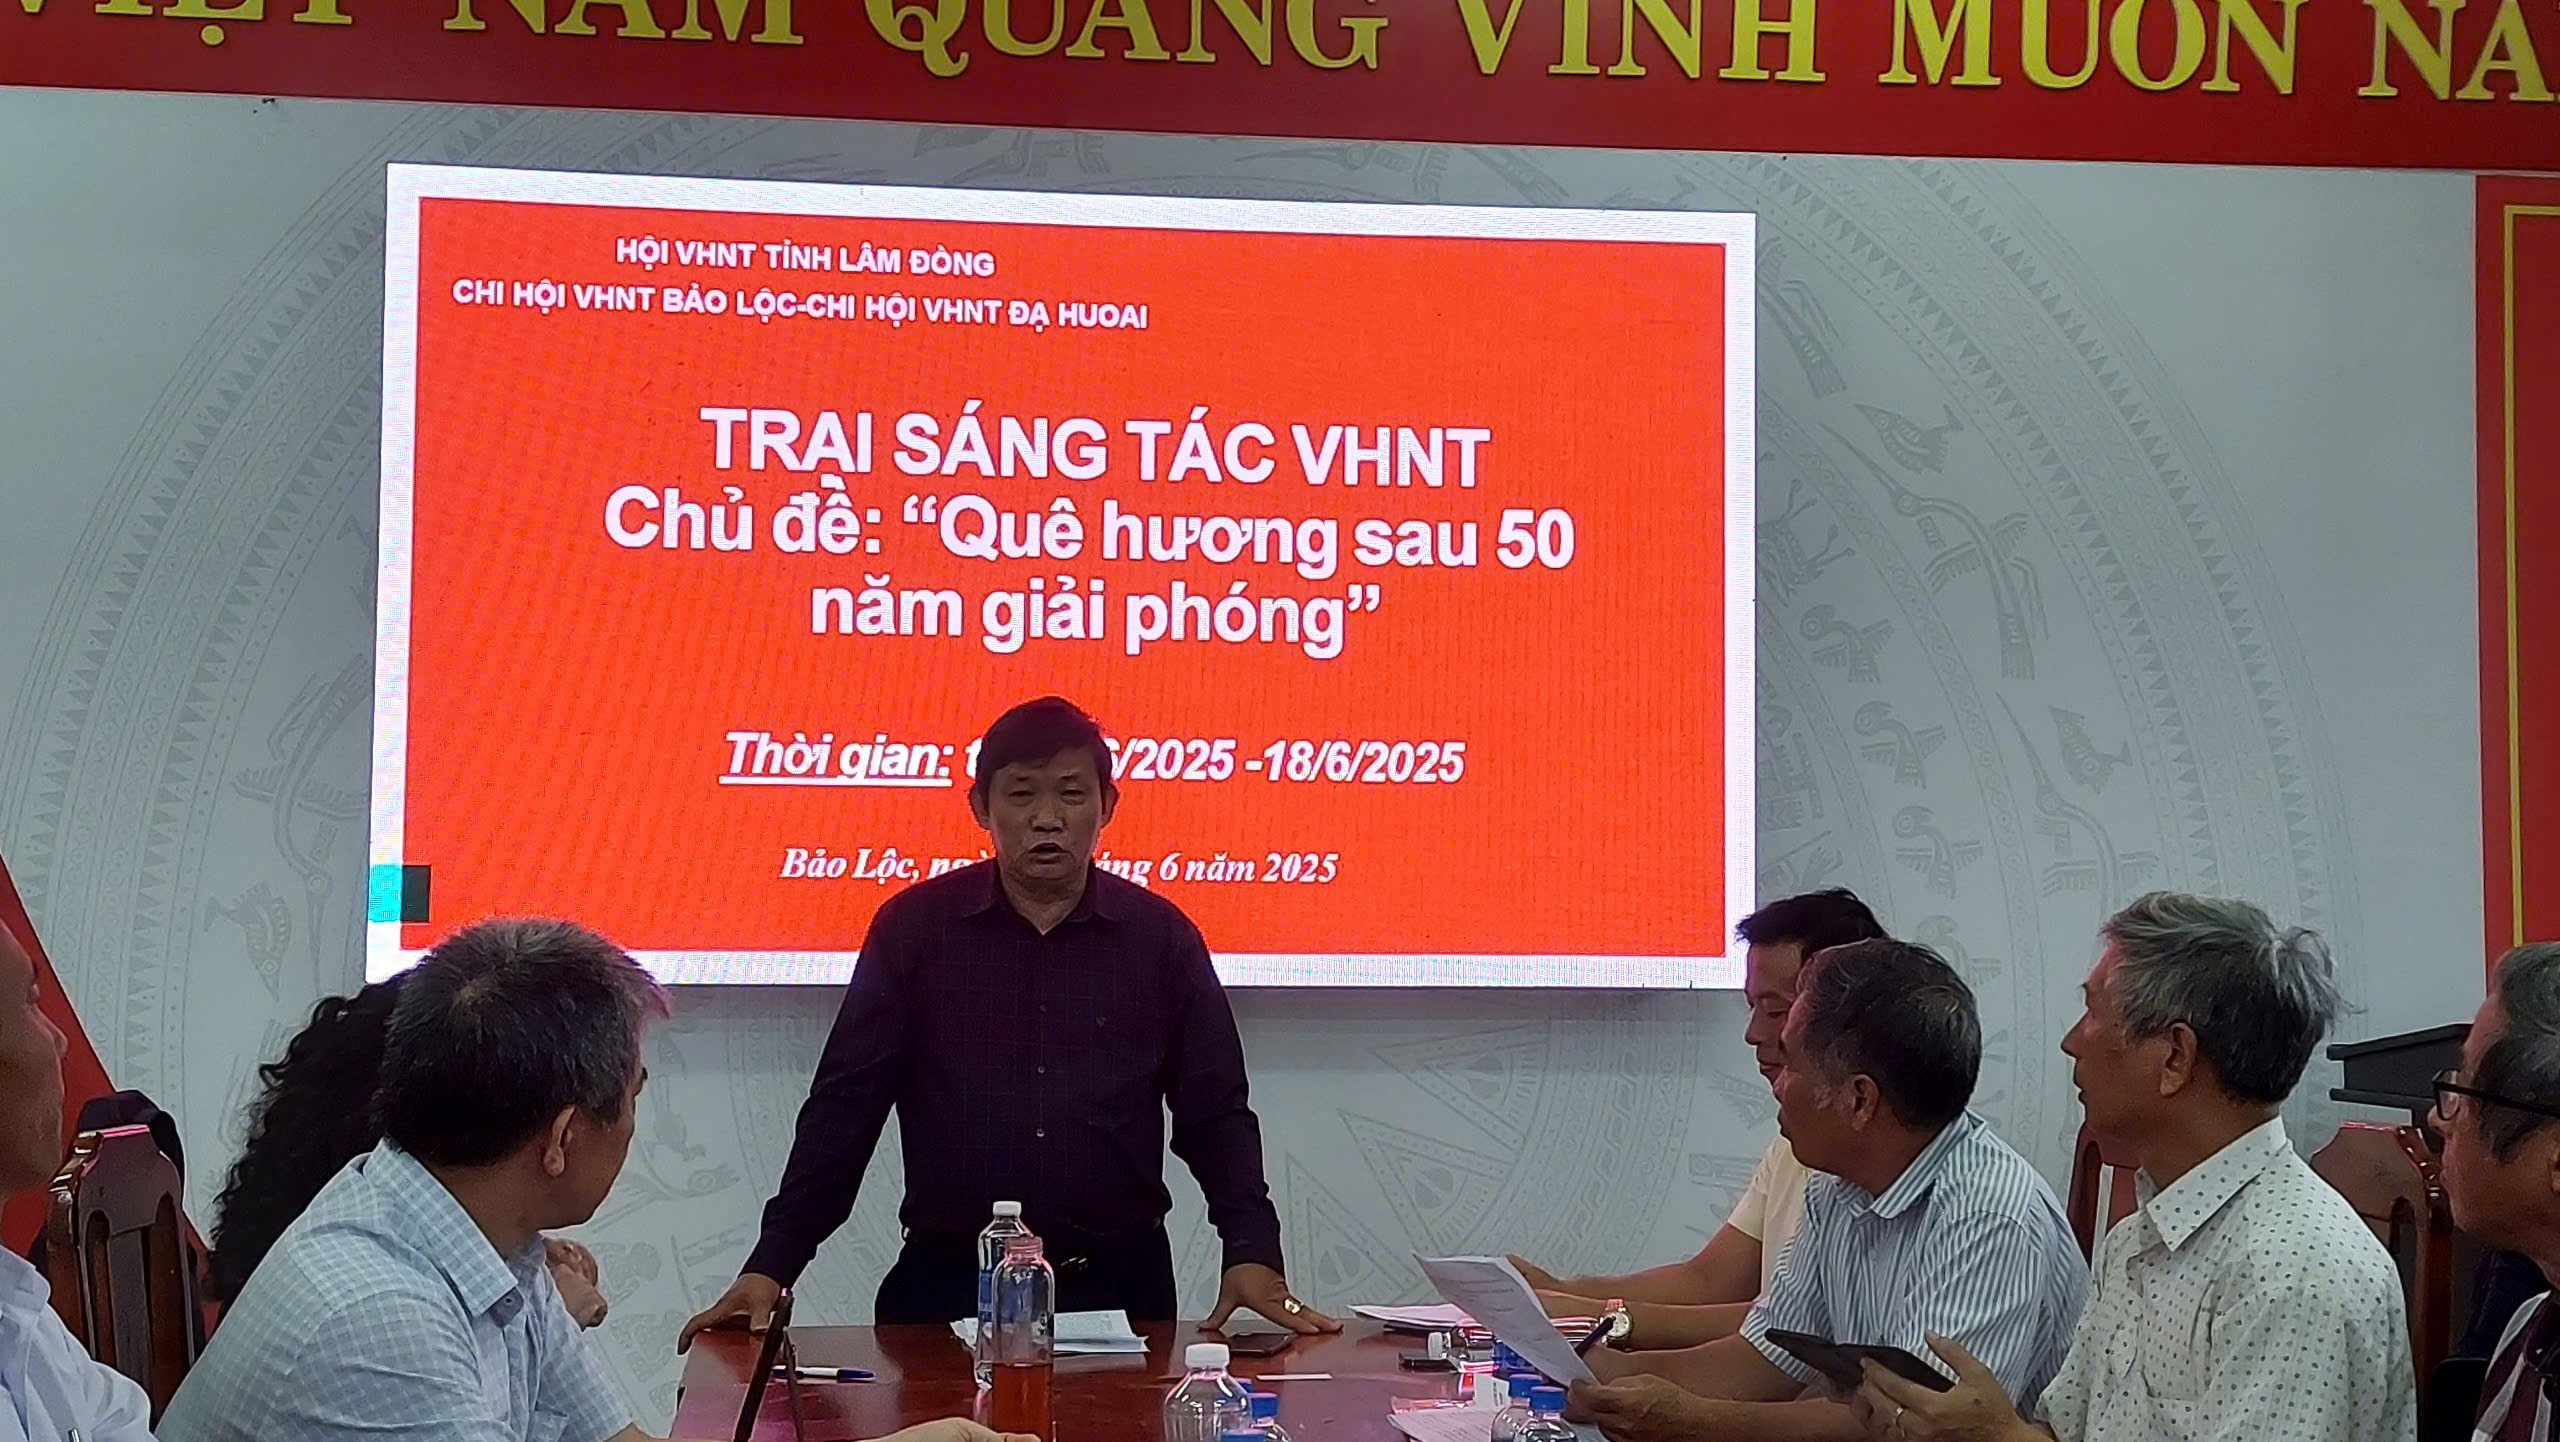 VIỆT NAM QUANG VINH MUÔN
HỘI VHNT TỈNH LÂM ĐỒNG
CHI HỘI VHNT BẢO LỘC-CHI HỘI VHNT ĐẠ HUOAI
TRẠI SÁNG TÁC VHNT
Chủ đề: “Quê hương sau 50
năm giải phóng”
Thời gian: /2025 -18/6/2025
Bảo Lộc, 6 năm 2025